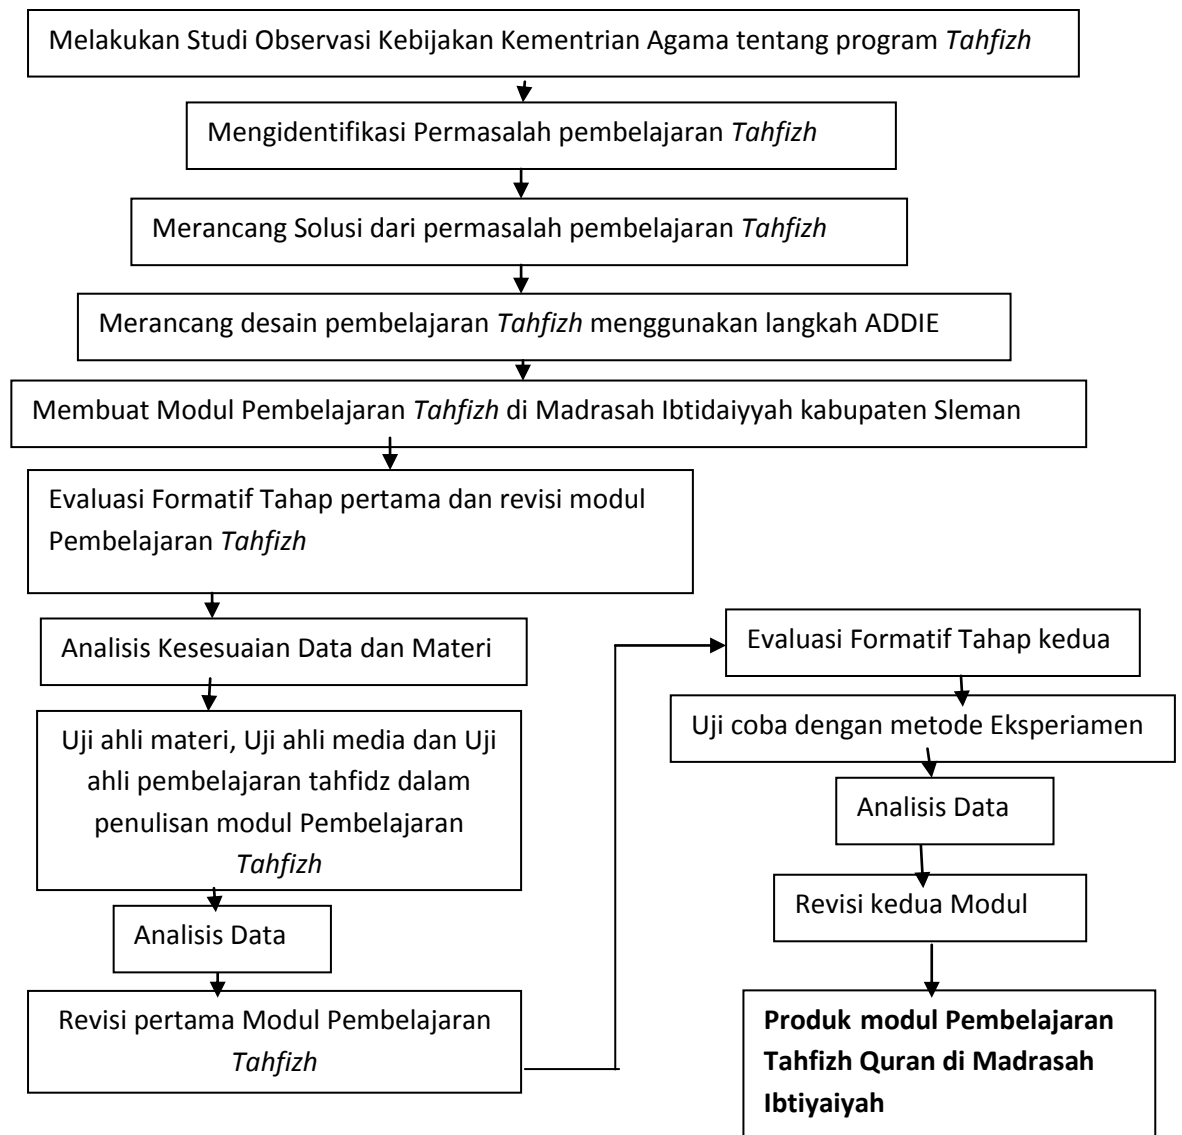 Melakukan Studi Observasi Kebijakan Kementrian Agama tentang program Tahfizh
Mengidentifikasi Permasalah pembelajaran Tahfizh
Merancang Solusi dari permasalah pembelajaran Tahfizh
Merancang desain pembelajaran Tahfizh menggunakan langkah ADDIE
Membuat Modul Pembelajaran Tahfizh di Madrasah Ibtidaiyyah kabupaten Sleman
Evaluasi Formatif Tahap pertama dan revisi modul
Pembelajaran Tahfizh
Analisis Kesesuaian Data dan Materi
Uji ahli materi, Uji ahli media dan Uji
ahli pembelajaran tahfidz dalam
penulisan modul Pembelajaran
Tahfizh
Analisis Data
Revisi pertama Modul Pembelajaran
Tahfizh
Evaluasi Formatif Tahap kedua
Uji coba dengan metode Eksperiamen
Analisis Data
Revisi kedua Modul
Produk modul Pembelajaran
Tahfizh Quran di Madrasah
Ibtiyaiyah